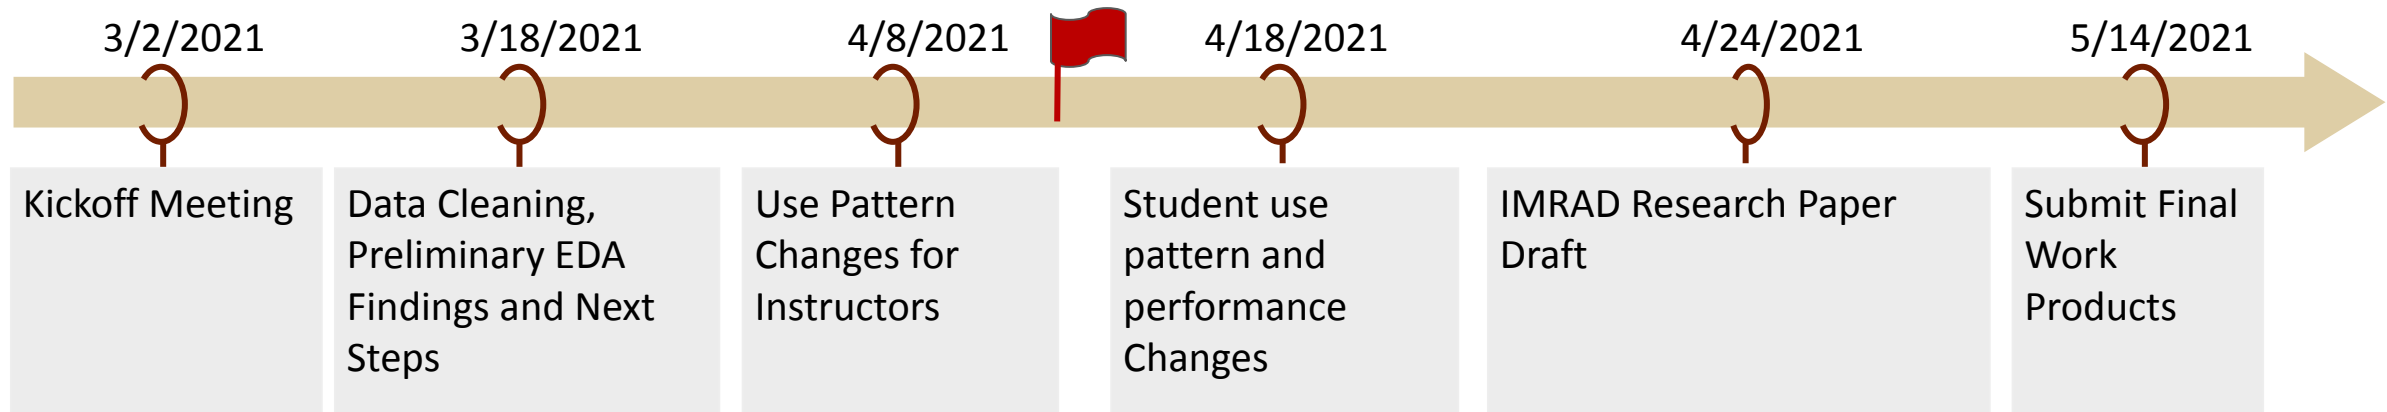 3/2/2021
3/18/2021
4/8/2021
4/18/2021
4/24/2021
5/14/2021
Kickoff Meeting
Data Cleaning,
Preliminary EDA
Findings and Next
Steps
Use Pattern
Changes for
Instructors
Student use
pattern and
performance
Changes
IMRAD Research Paper
Draft
Submit Final
Work
Products